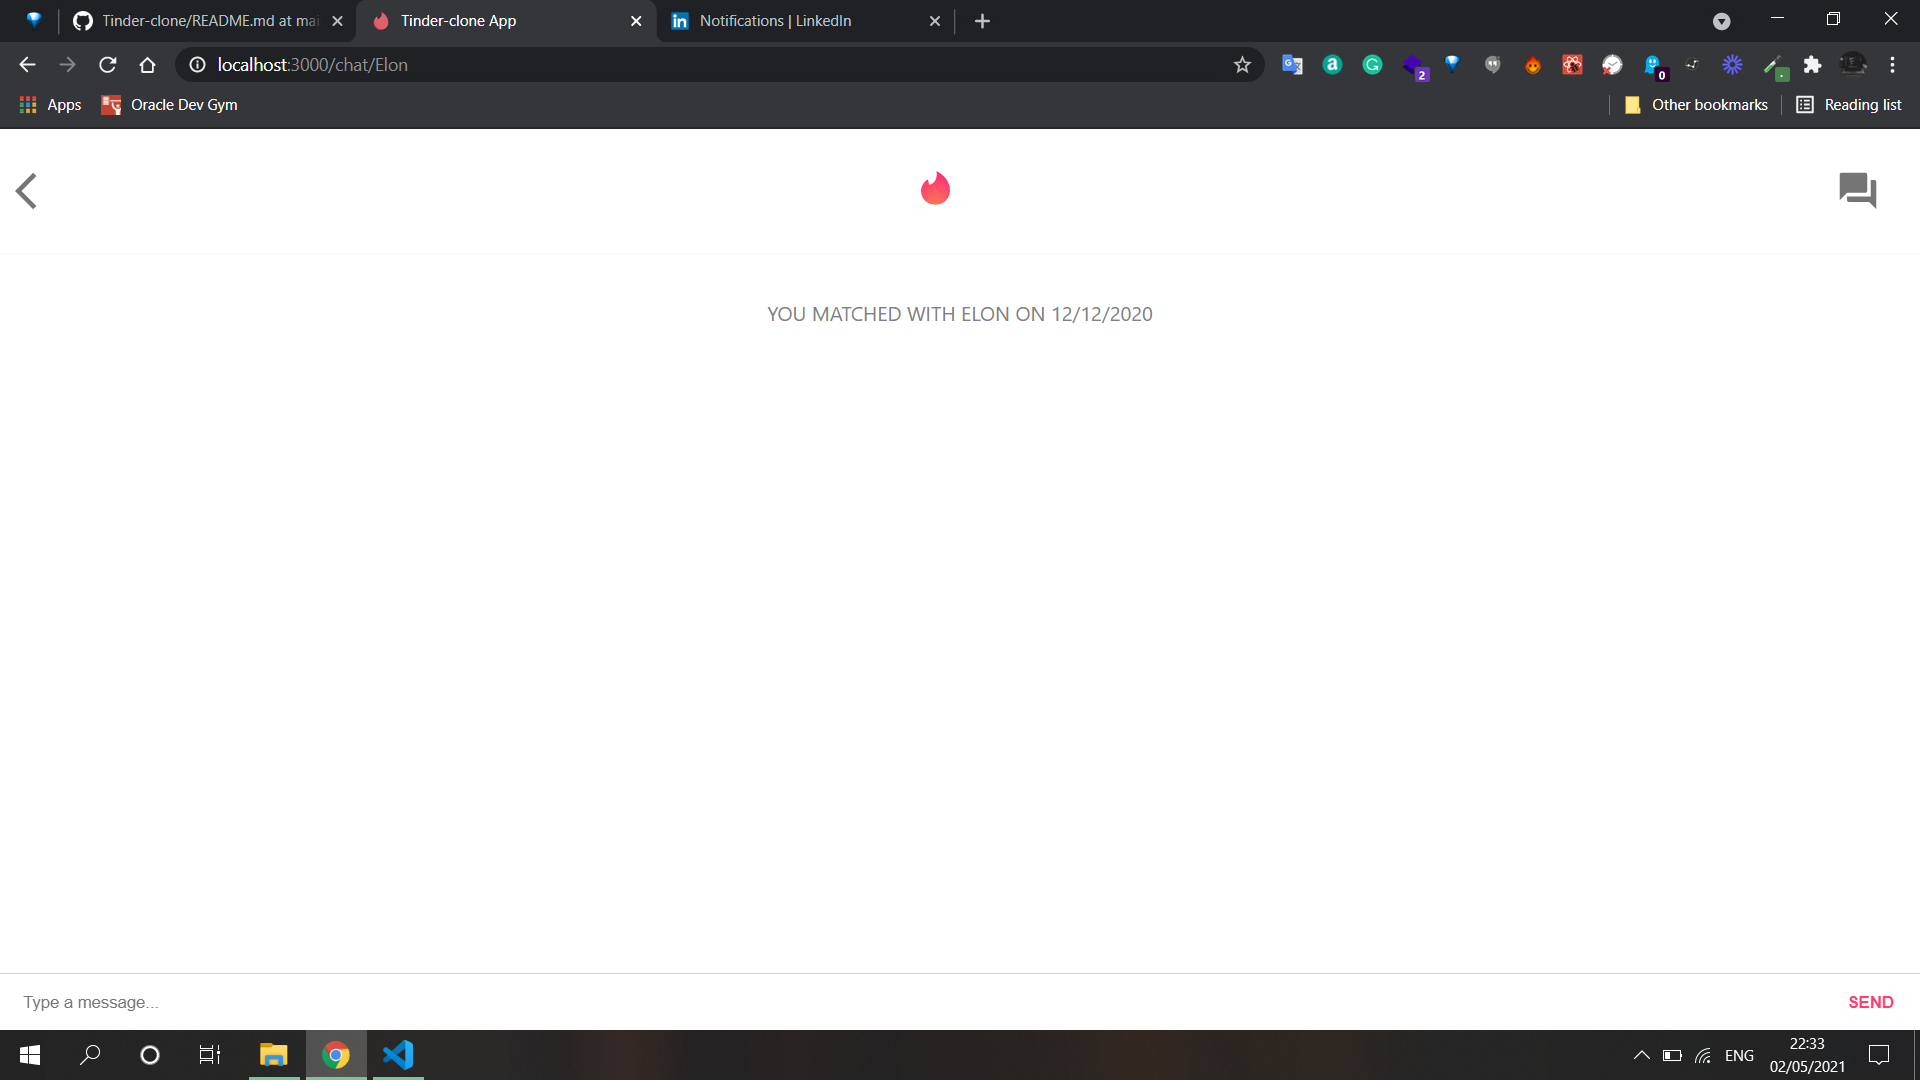 Tinder-clone/README.md at mai
Tinder-clone App
Notifications | LinkedIn
localhost:3000/chat/Elon
2
0
Apps
Oracle Dev Gym
Other bookmarks
Reading list
YOU MATCHED WITH ELON ON 12/12/2020
Type a message...
SEND
ENG
22:33
02/05/2021